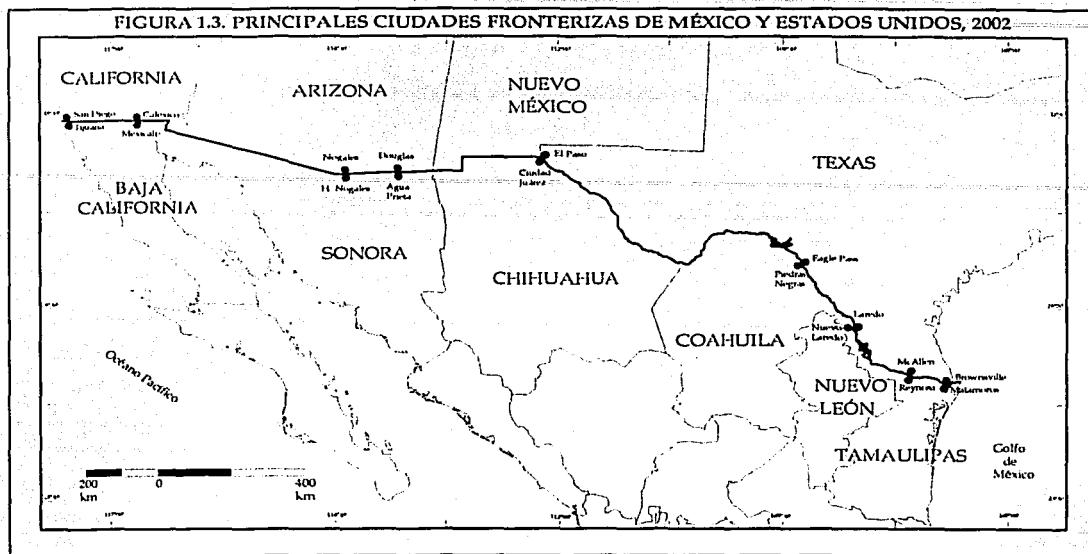 FIGURA 1.3. PRINCIPALES CIUDADES FRONTERIZAS DE MÉXICO Y ESTADOS UNIDOS, 2002
CALIFORNIA
ARIZONA
NUEVO
MÉXICO
TEXAS
San Diego
Tijuana
Calexico
Mexicali
Nogales
H. Nogales
Douglas
Agua
Prieta
El Paso
Ciudad
Juárez
BAJA
CALIFORNIA
SONORA
CHIHUAHUA
Eagle Pass
Piedras
Negras
COAHUILA
Laredo
Nuevo
Laredo
McAllen
Reynosa
Brownsville
Matamoros
NUEVO
LEÓN
TAMAULIPAS
Océano Pacífico
Golfo
de
México
200
km
0
400
km